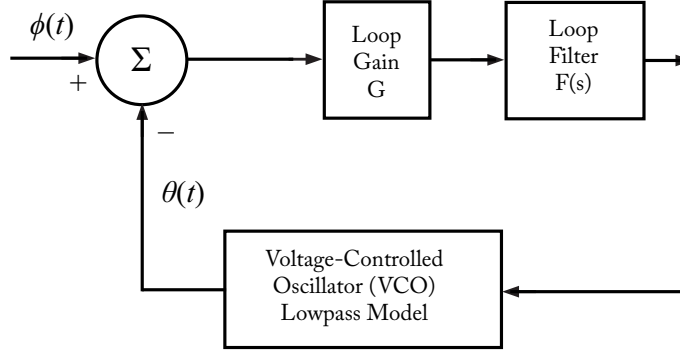 ϕ(t)
+
Σ
−
Loop
Gain
G
Loop
Filter
F(s)
θ(t)
Voltage-Controlled
Oscillator (VCO)
Lowpass Model